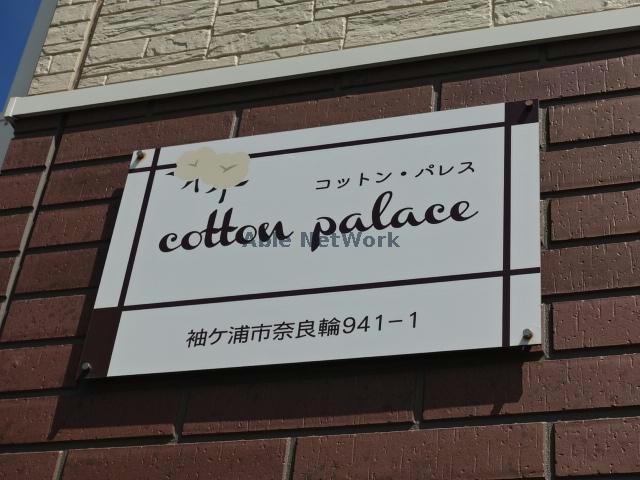 コットン・パレス
cotton palace
Able NetWork
袖ケ浦市奈良輪941-1